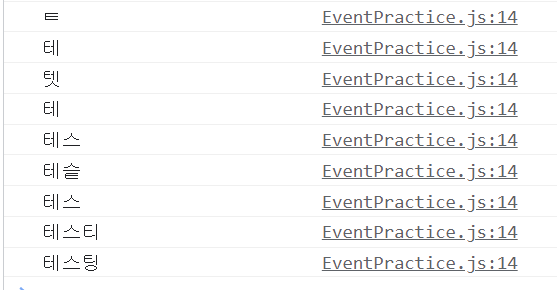 ㅌ EventPractice.js:14
테 EventPractice.js:14
텟 EventPractice.js:14
테 EventPractice.js:14
테스 EventPractice.js:14
테슽 EventPractice.js:14
테스 EventPractice.js:14
테스티 EventPractice.js:14
테스팅 EventPractice.js:14